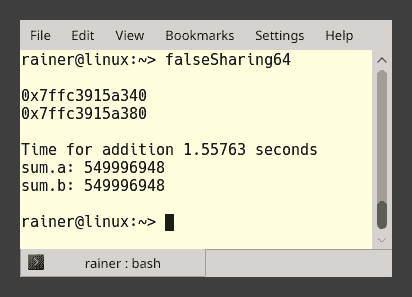 File Edit View Bookmarks Settings Help
rainer@linux:~> falseSharing64
0x7ffc3915a340
0x7ffc3915a380
Time for addition 1.55763 seconds
sum.a: 549996948
sum.b: 549996948
rainer@linux:~>
rainer : bash